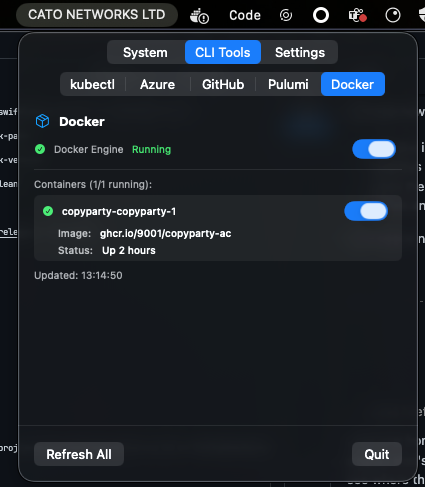 CATO NETWORKS LTD
Code
System
CLI Tools
Settings
kubectl
Azure
GitHub
Pulumi
Docker
Docker
Docker Engine Running
Containers (1/1 running):
copyparty-copyparty-1
Image: ghcr.io/9001/copyparty-ac
Status: Up 2 hours
Updated: 13:14:50
Refresh All
Quit